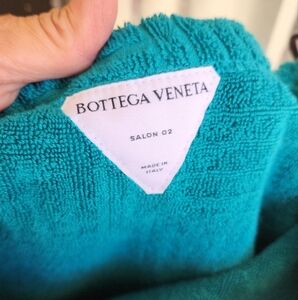 BOTTEGA VENETA
SALON 02
MADE IN
ITALY